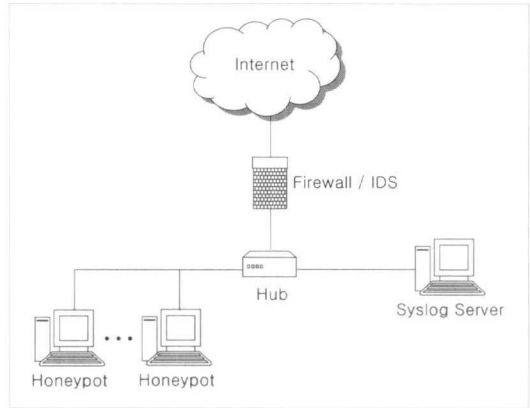 Internet
Firewall / IDS
Hub
Syslog Server
Honeypot
Honeypot